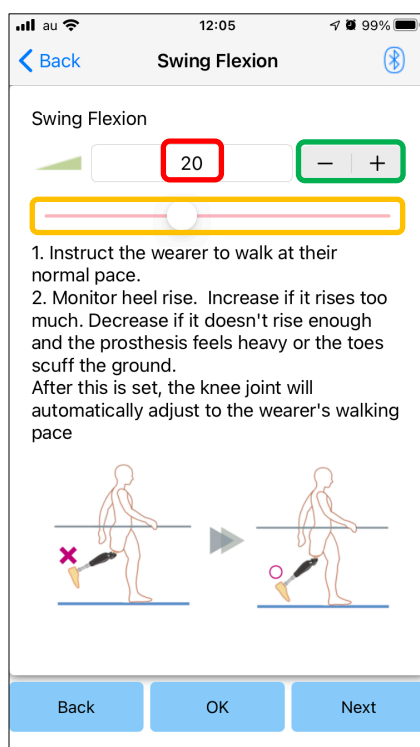 au 12:05 99%
Back Swing Flexion
Swing Flexion
20 − +
1. Instruct the wearer to walk at their
normal pace.
2. Monitor heel rise.  Increase if it rises too
much. Decrease if it doesn't rise enough
and the prosthesis feels heavy or the toes
scuff the ground.
After this is set, the knee joint will
automatically adjust to the wearer's walking
pace
Back OK Next